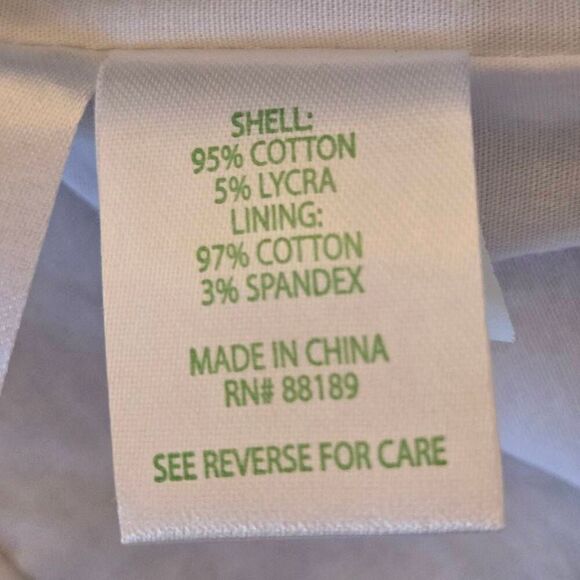 SHELL:
95% COTTON
5% LYCRA
LINING:
97% COTTON
3% SPANDEX
MADE IN CHINA
RN# 88189
SEE REVERSE FOR CARE